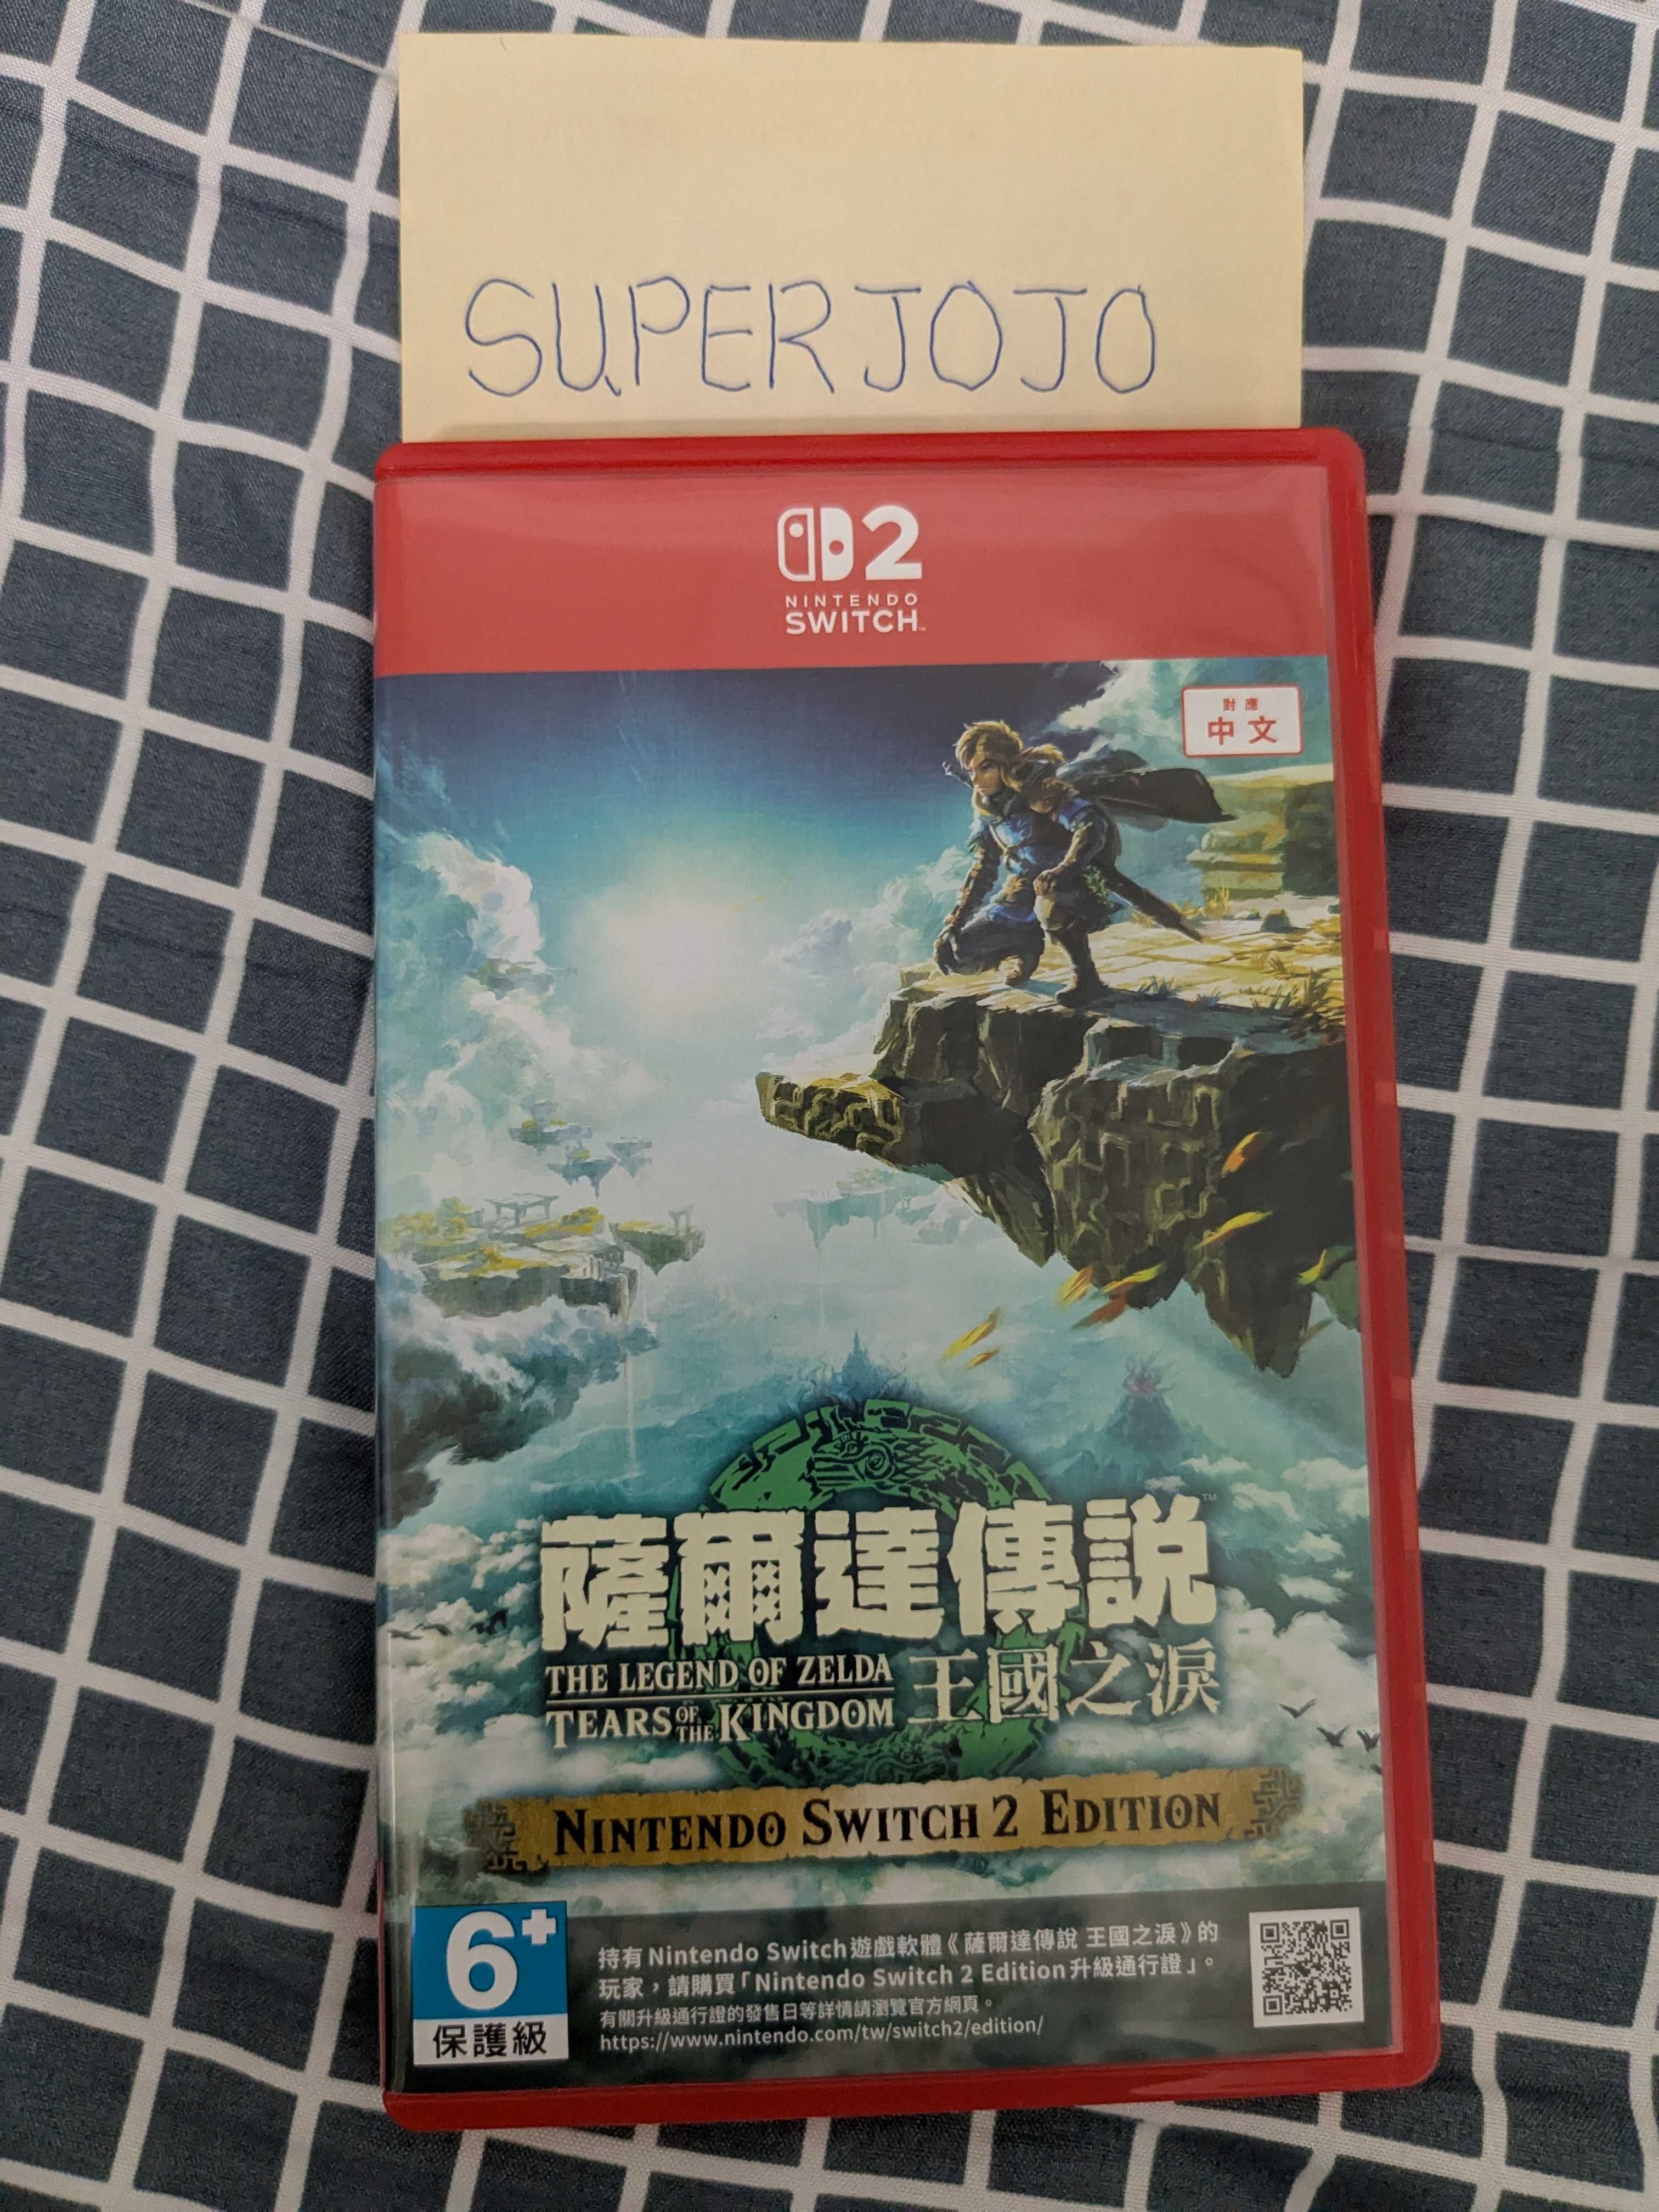 SUPERJOJO
2
NINTENDO
SWITCH™
對應
中文
薩爾達傳説™
THE LEGEND OF ZELDA
TEARS OF THE KINGDOM
王國之淚
NINTENDO SWITCH 2 EDITION
6+
保護級
持有Nintendo Switch遊戲軟體《薩爾達傳說 王國之淚》的
玩家，請購買「Nintendo Switch 2 Edition升級通行證」。
有關升級通行證的發售日等詳情請瀏覽官方網頁。
https://www.nintendo.com/tw/switch2/edition/